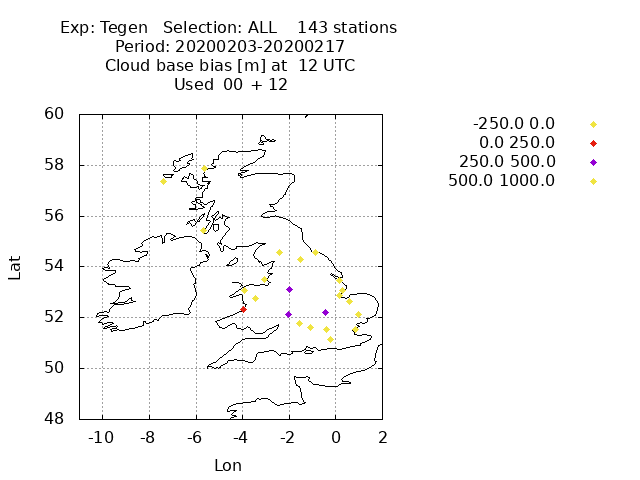 Exp: Tegen   Selection: ALL    143 stations
Period: 20200203-20200217
Cloud base bias [m] at  12 UTC
Used  00 + 12
-250.0 0.0
0.0 250.0
250.0 500.0
500.0 1000.0
60
58
56
54
52
50
48
Lat
-10 -8 -6 -4 -2 0 2
Lon